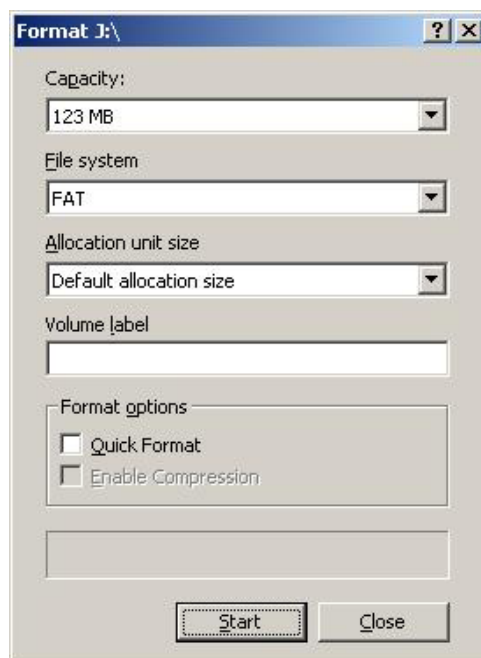 Format J:\
Capacity:
123 MB
File system
FAT
Allocation unit size
Default allocation size
Volume label
Format options
Quick Format
Enable Compression
Start
Close